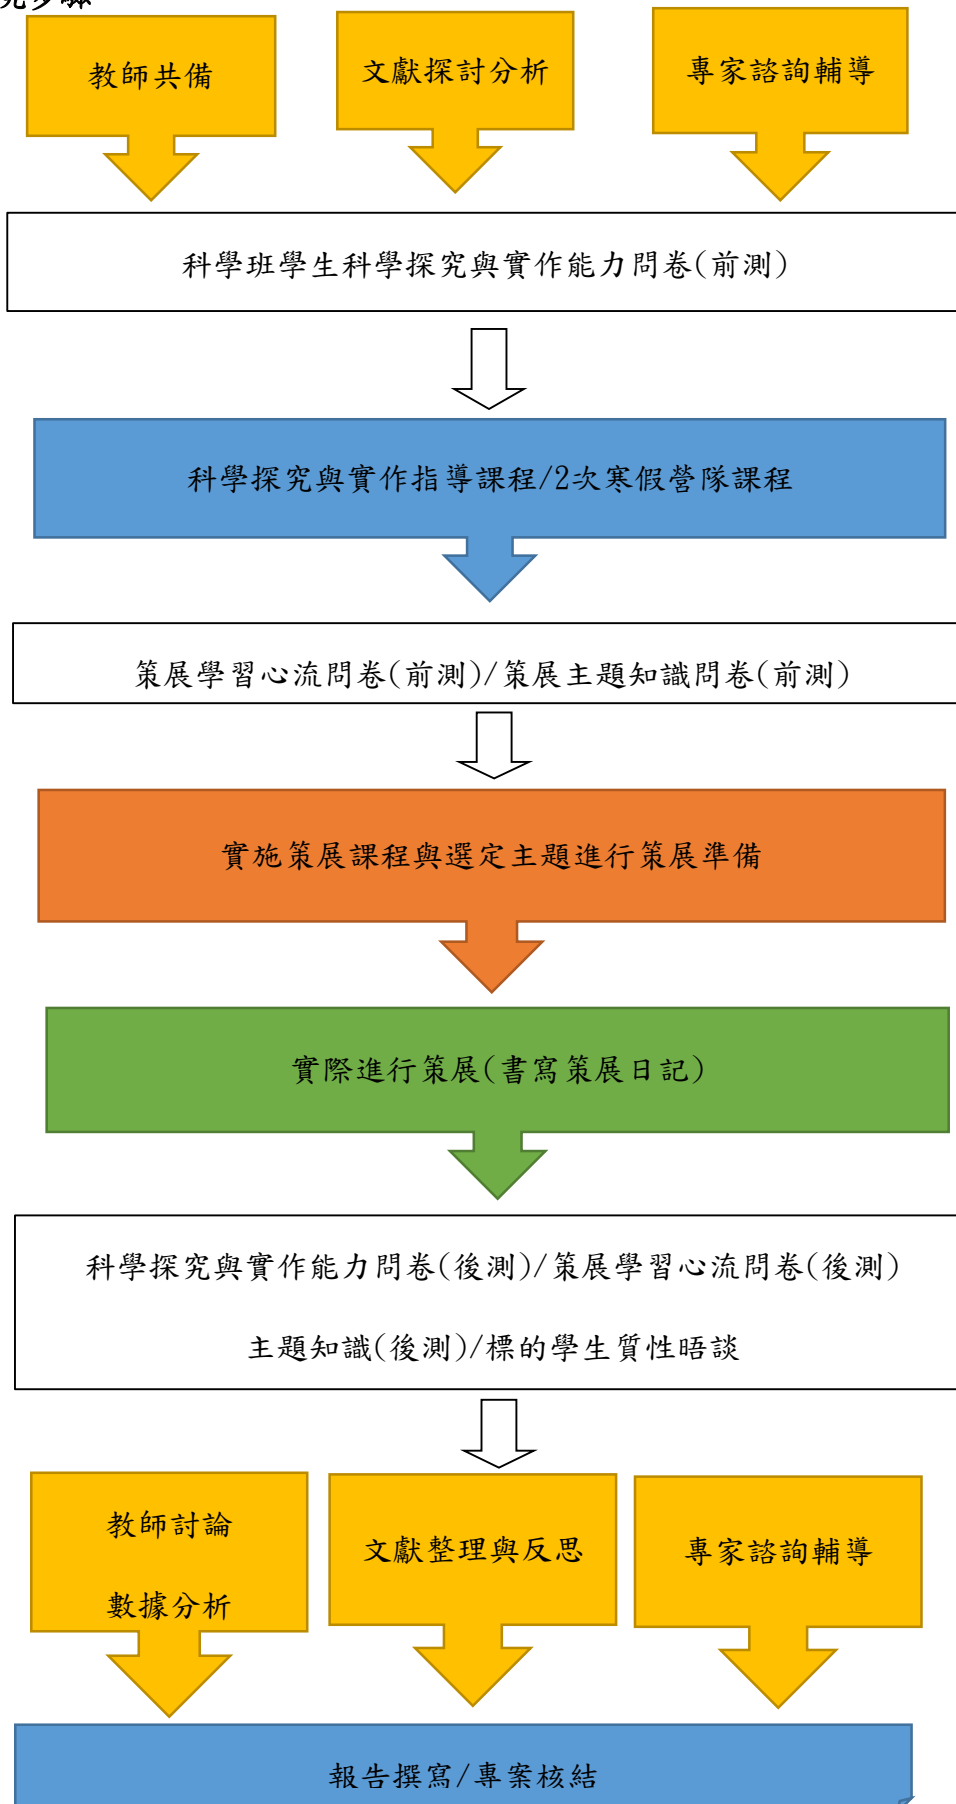 究步驟
教師共備
文獻探討分析
專家諮詢輔導
科學班學生科學探究與實作能力問卷(前測)
科學探究與實作指導課程/2次寒假營隊課程
策展學習心流問卷(前測)/策展主題知識問卷(前測)
實施策展課程與選定主題進行策展準備
實際進行策展(書寫策展日記)
科學探究與實作能力問卷(後測)/策展學習心流問卷(後測)
主題知識(後測)/標的學生質性晤談
教師討論
數據分析
文獻整理與反思
專家諮詢輔導
報告撰寫/專案核結